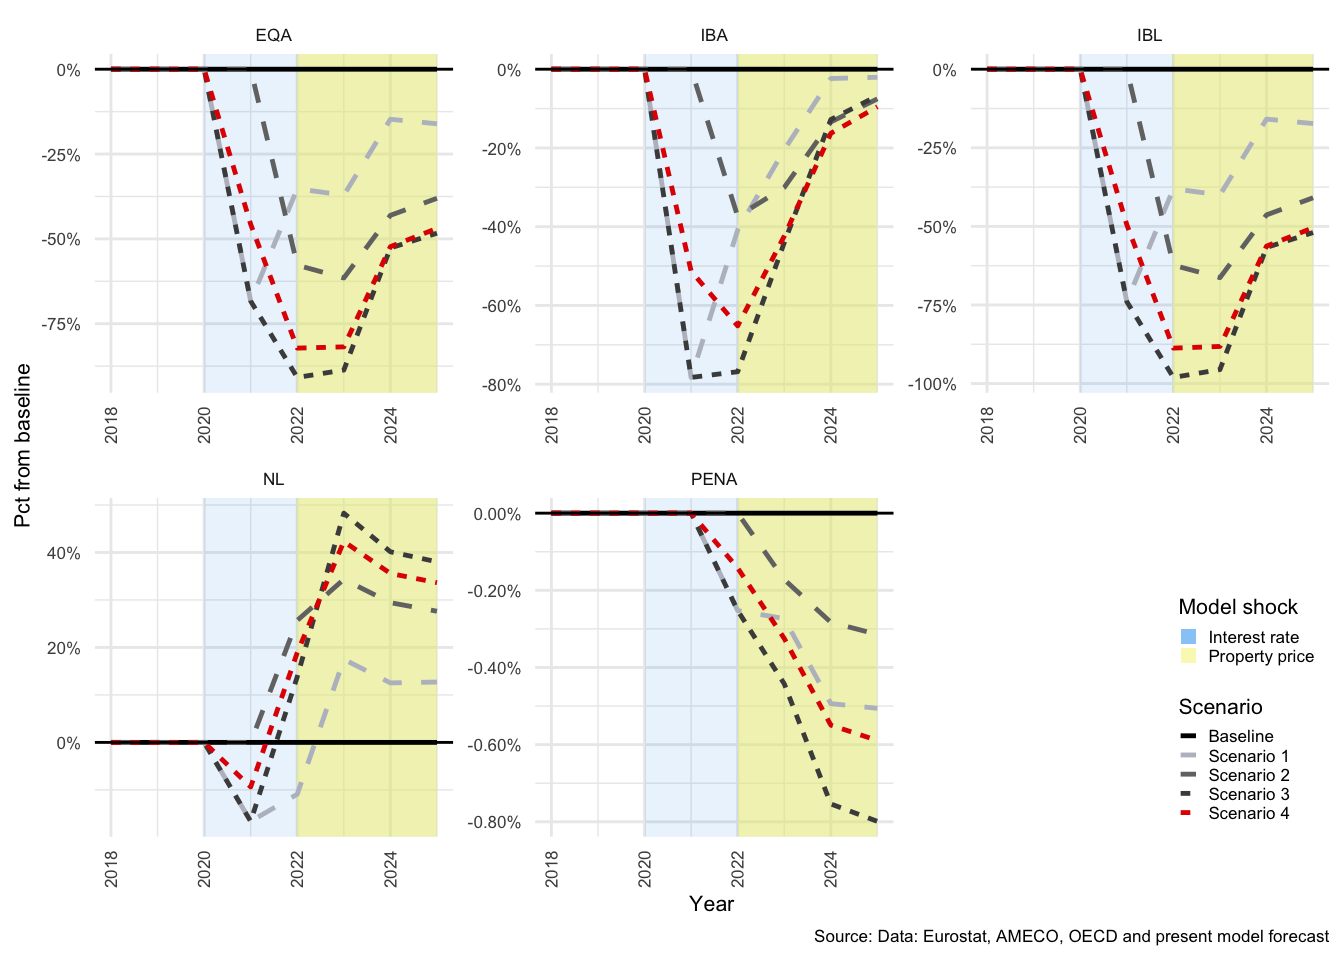 EQA
IBA
IBL
0%
-25%
-50%
-75%
0%
-20%
-40%
-60%
-80%
0%
-25%
-50%
-75%
-100%
2018
2020
2022
2024
2018
2020
2022
2024
2018
2020
2022
2024
Pct from baseline
NL
PENA
40%
20%
0%
0.00%
-0.20%
-0.40%
-0.60%
-0.80%
2018
2020
2022
2024
2018
2020
2022
2024
Year
Model shock
Interest rate
Property price
Scenario
Baseline
Scenario 1
Scenario 2
Scenario 3
Scenario 4
Source: Data: Eurostat, AMECO, OECD and present model forecast